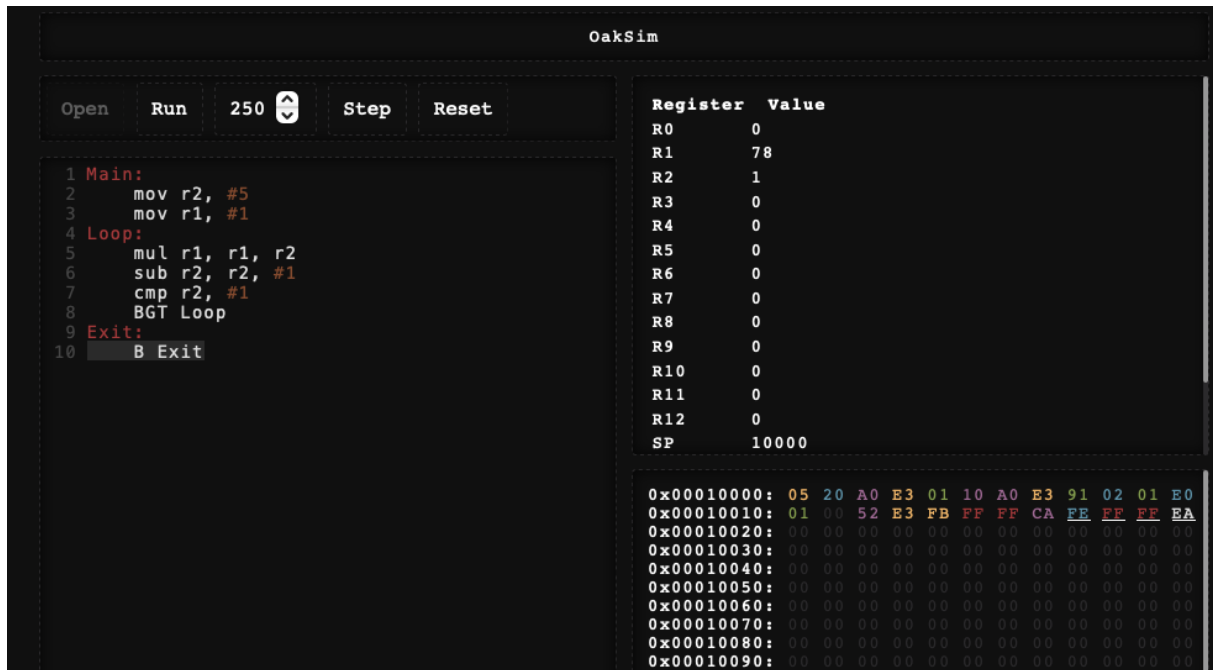 OakSim
Open Run 250 Step Reset
1 Main:
2 mov r2, #5
3 mov r1, #1
4 Loop:
5 mul r1, r1, r2
6 sub r2, r2, #1
7 cmp r2, #1
8 BGT Loop
9 Exit:
10 B Exit
Register Value
R0 0
R1 78
R2 1
R3 0
R4 0
R5 0
R6 0
R7 0
R8 0
R9 0
R10 0
R11 0
R12 0
SP 10000
0x00010000: 05 20 A0 E3 01 10 A0 E3 91 02 01 E0
0x00010010: 01 00 52 E3 FB FF FF CA FE FF FF EA
0x00010020: 00 00 00 00 00 00 00 00 00 00 00 00
0x00010030: 00 00 00 00 00 00 00 00 00 00 00 00
0x00010040: 00 00 00 00 00 00 00 00 00 00 00 00
0x00010050: 00 00 00 00 00 00 00 00 00 00 00 00
0x00010060: 00 00 00 00 00 00 00 00 00 00 00 00
0x00010070: 00 00 00 00 00 00 00 00 00 00 00 00
0x00010080: 00 00 00 00 00 00 00 00 00 00 00 00
0x00010090: 00 00 00 00 00 00 00 00 00 00 00 00